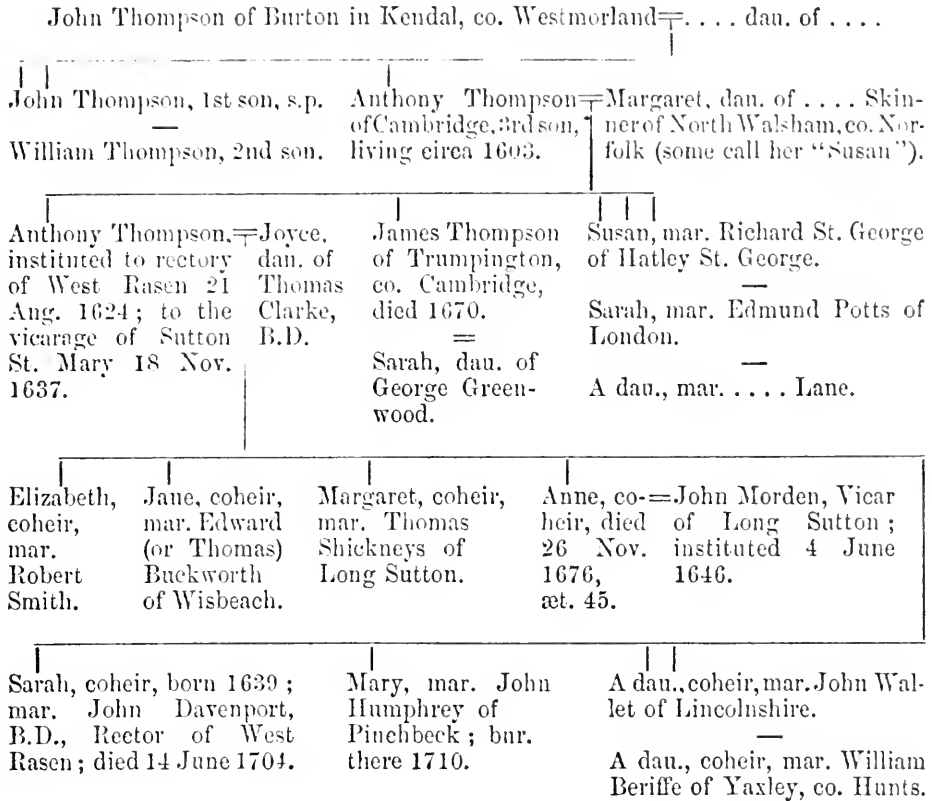 John Thompson of Burton in Kendal, co. Westmorland=. . . . dau. of . . . .
John Thompson, 1st son, s.p.
—
William Thompson, 2nd son.
Anthony Thompson=
of Cambridge, 3rd son,
living circa 1603.
Margaret, dau. of . . . . Skin-
ner of North Walsham, co. Nor-
folk (some call her "Susan").
Anthony Thompson,=
instituted to rectory
of West Rasen 21
Aug. 1624 ; to the
vicarage of Sutton
St. Mary 18 Nov.
1637.
Joyce,
dau. of
Thomas
Clarke,
B.D.
James Thompson
of Trumpington,
co. Cambridge,
died 1670.
=
Sarah, dau. of
George Green-
wood.
Susan, mar. Richard St. George
of Hatley St. George.
—
Sarah, mar. Edmund Potts of
London.
—
A dau., mar. . . . . Lane.
Elizabeth,
coheir,
mar.
Robert
Smith.
Jane, coheir,
mar. Edward
(or Thomas)
Buckworth
of Wisbeach.
Margaret, coheir,
mar. Thomas
Shickneys of
Long Sutton.
Anne, co-=
heir, died
26 Nov.
1676,
æt. 45.
John Morden, Vicar
of Long Sutton ;
instituted 4 June
1646.
Sarah, coheir, born 1639 ;
mar. John Davenport,
B.D., Rector of West
Rasen ; died 14 June 1704.
Mary, mar. John
Humphrey of
Pinchbeck ; bur.
there 1710.
A dau., coheir, mar. John Wal-
let of Lincolnshire.
—
A dau., coheir, mar. William
Beriffe of Yaxley, co. Hunts.